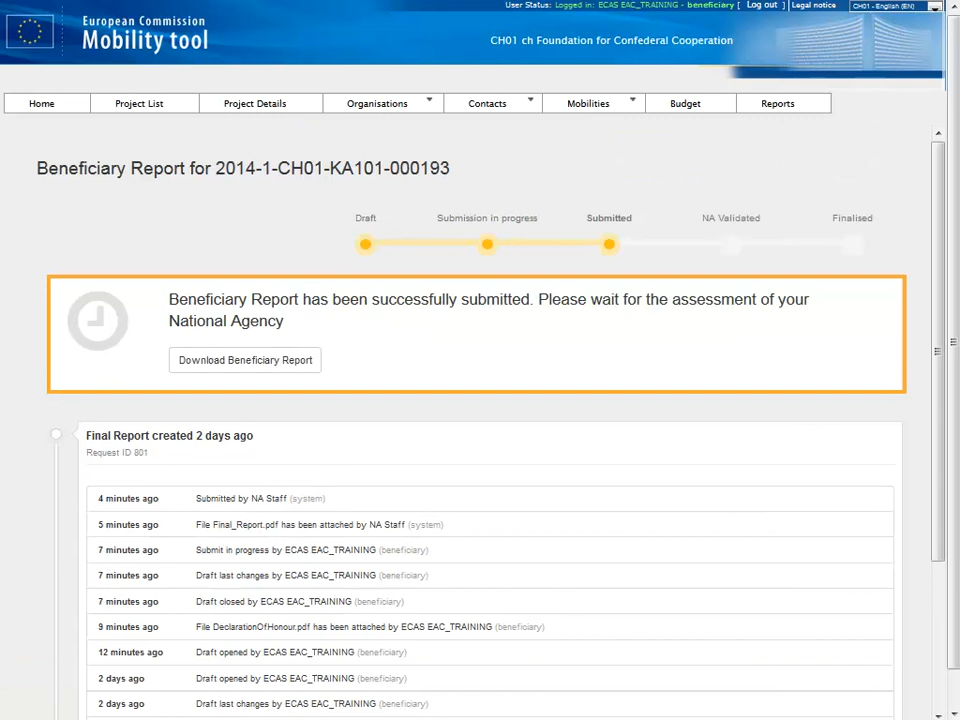 European Commission
Mobility tool
User Status: Logged in: ECAS EAC_TRAINING - beneficiary [ Log out ] Legal notice CH01 - English (EN)
CH01 ch Foundation for Confederal Cooperation
Home Project List Project Details Organisations Contacts Mobilities Budget Reports
Beneficiary Report for 2014-1-CH01-KA101-000193
Draft Submission in progress Submitted NA Validated Finalised
Beneficiary Report has been successfully submitted. Please wait for the assessment of your
National Agency
Download Beneficiary Report
Final Report created 2 days ago
Request ID 801
4 minutes ago Submitted by NA Staff (system)
5 minutes ago File Final_Report.pdf has been attached by NA Staff (system)
7 minutes ago Submit in progress by ECAS EAC_TRAINING (beneficiary)
7 minutes ago Draft last changes by ECAS EAC_TRAINING (beneficiary)
7 minutes ago Draft closed by ECAS EAC_TRAINING (beneficiary)
9 minutes ago File DeclarationOfHonour.pdf has been attached by ECAS EAC_TRAINING (beneficiary)
12 minutes ago Draft opened by ECAS EAC_TRAINING (beneficiary)
2 days ago Draft opened by ECAS EAC_TRAINING (beneficiary)
2 days ago Draft last changes by ECAS EAC_TRAINING (beneficiary)